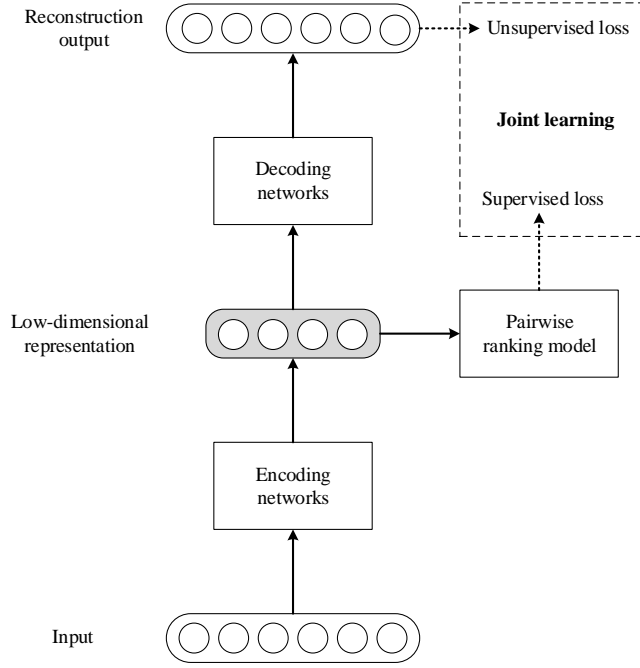 Reconstruction
output
Unsupervised loss
Joint learning
Decoding
networks
Supervised loss
Low-dimensional
representation
Pairwise
ranking model
Encoding
networks
Input